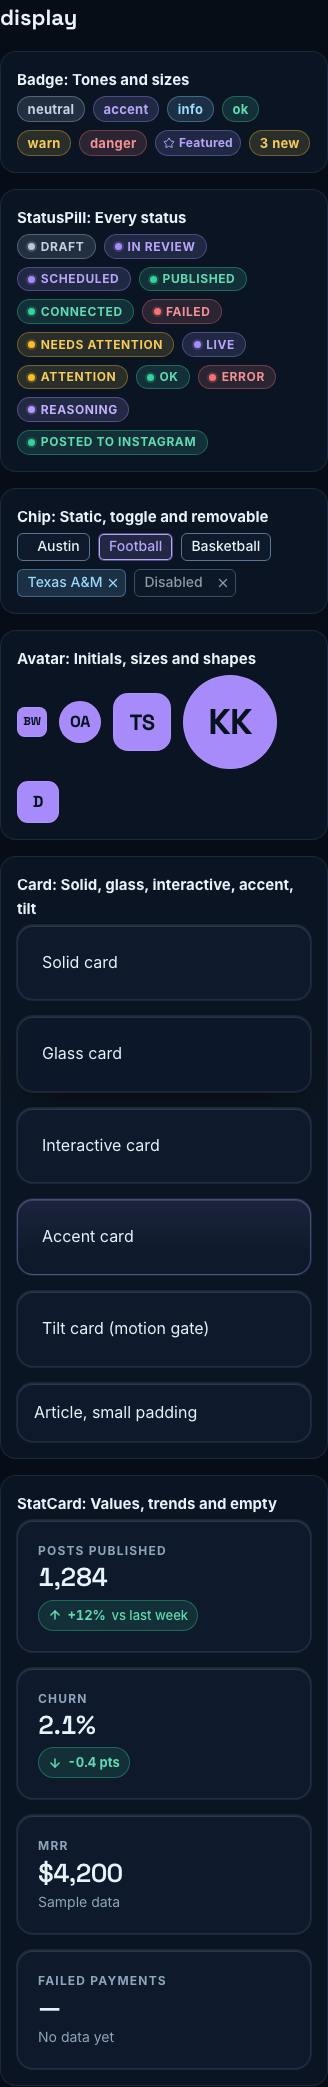 display
Badge: Tones and sizes
neutral accent info ok
warn danger Featured 3 new
StatusPill: Every status
DRAFT IN REVIEW
SCHEDULED PUBLISHED
CONNECTED FAILED
NEEDS ATTENTION LIVE
ATTENTION OK ERROR
REASONING
POSTED TO INSTAGRAM
Chip: Static, toggle and removable
Austin Football Basketball
Texas A&M Disabled
Avatar: Initials, sizes and shapes
BW OA TS KK
D
Card: Solid, glass, interactive, accent,
tilt
Solid card
Glass card
Interactive card
Accent card
Tilt card (motion gate)
Article, small padding
StatCard: Values, trends and empty
POSTS PUBLISHED
1,284
↑ +12% vs last week
CHURN
2.1%
↓ -0.4 pts
MRR
$4,200
Sample data
FAILED PAYMENTS
—
No data yet